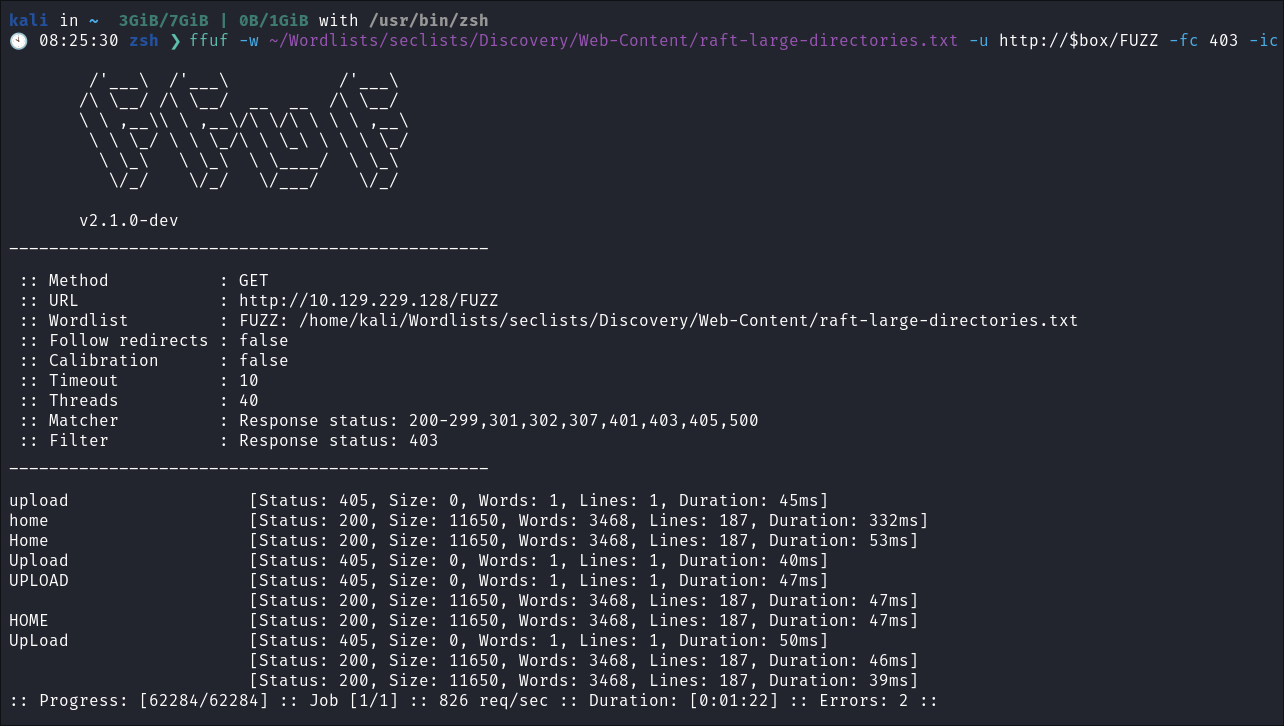 kali in ~  3GiB/7GiB | 0B/1GiB with /usr/bin/zsh
🕙 08:25:30 zsh ❯ ffuf -w ~/Wordlists/seclists/Discovery/Web-Content/raft-large-directories.txt -u http://$box/FUZZ -fc 403 -ic

        /'___\  /'___\           /'___\
       /\ \__/ /\ \__/  __  __  /\ \__/
       \ \ ,__\\ \ ,__\/\ \/\ \ \ \ ,__\
        \ \ \_/ \ \ \_/\ \ \_\ \ \ \ \_/
         \ \_\   \ \_\  \ \____/  \ \_\
          \/_/    \/_/   \/___/    \/_/

       v2.1.0-dev
________________________________________________

 :: Method           : GET
 :: URL              : http://10.129.229.128/FUZZ
 :: Wordlist         : FUZZ: /home/kali/Wordlists/seclists/Discovery/Web-Content/raft-large-directories.txt
 :: Follow redirects : false
 :: Calibration      : false
 :: Timeout          : 10
 :: Threads          : 40
 :: Matcher          : Response status: 200-299,301,302,307,401,403,405,500
 :: Filter           : Response status: 403
________________________________________________

upload                  [Status: 405, Size: 0, Words: 1, Lines: 1, Duration: 45ms]
home                    [Status: 200, Size: 11650, Words: 3468, Lines: 187, Duration: 332ms]
Home                    [Status: 200, Size: 11650, Words: 3468, Lines: 187, Duration: 53ms]
Upload                  [Status: 405, Size: 0, Words: 1, Lines: 1, Duration: 40ms]
UPLOAD                  [Status: 405, Size: 0, Words: 1, Lines: 1, Duration: 47ms]
                        [Status: 200, Size: 11650, Words: 3468, Lines: 187, Duration: 47ms]
HOME                    [Status: 200, Size: 11650, Words: 3468, Lines: 187, Duration: 47ms]
UpLoad                  [Status: 405, Size: 0, Words: 1, Lines: 1, Duration: 50ms]
                        [Status: 200, Size: 11650, Words: 3468, Lines: 187, Duration: 46ms]
                        [Status: 200, Size: 11650, Words: 3468, Lines: 187, Duration: 39ms]
:: Progress: [62284/62284] :: Job [1/1] :: 826 req/sec :: Duration: [0:01:22] :: Errors: 2 ::